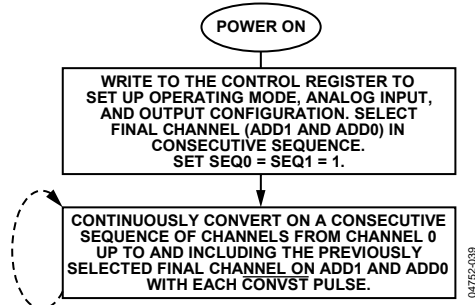 POWER ON
WRITE TO THE CONTROL REGISTER TO
SET UP OPERATING MODE, ANALOG INPUT,
AND OUTPUT CONFIGURATION. SELECT
FINAL CHANNEL (ADD1 AND ADD0) IN
CONSECUTIVE SEQUENCE.
SET SEQ0 = SEQ1 = 1.
CONTINUOUSLY CONVERT ON A CONSECUTIVE
SEQUENCE OF CHANNELS FROM CHANNEL 0
UP TO AND INCLUDING THE PREVIOUSLY
SELECTED FINAL CHANNEL ON ADD1 AND ADD0
WITH EACH CONVST PULSE.
04752-039